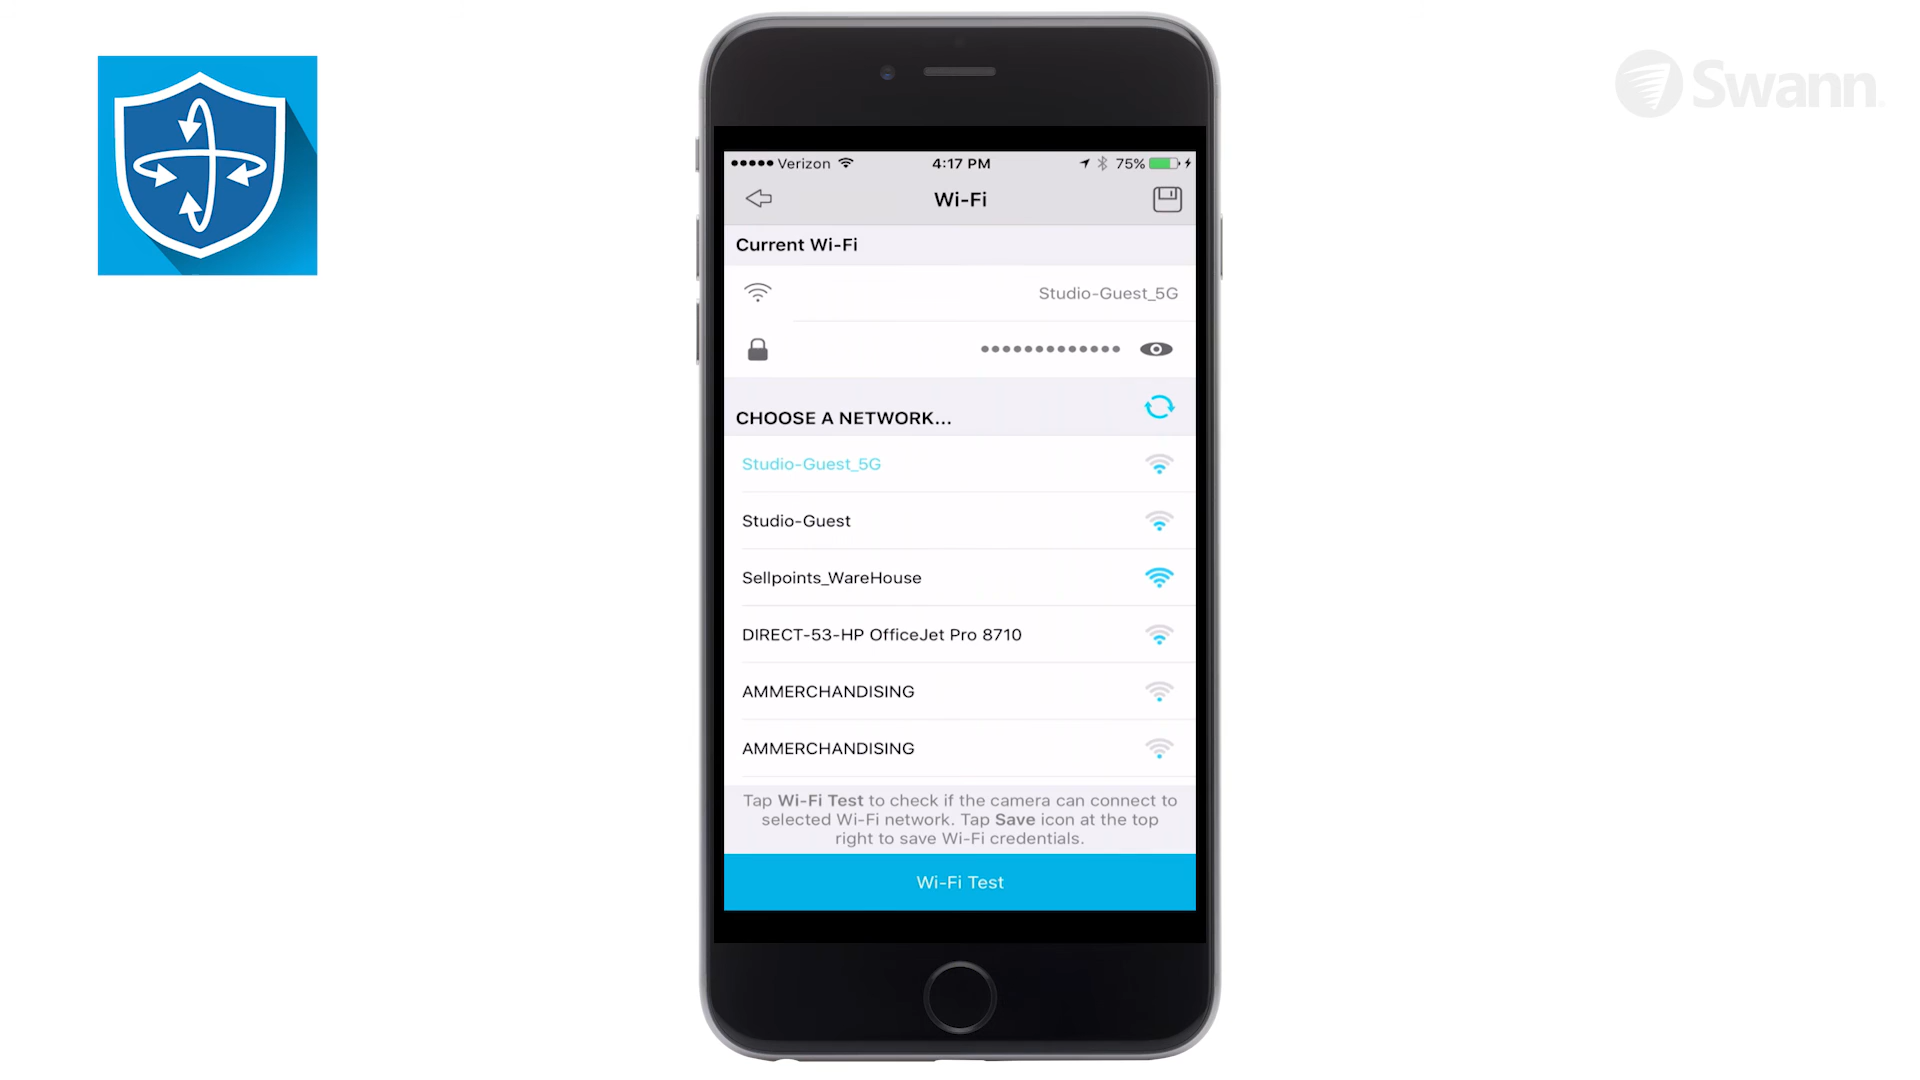 Swann
Verizon 4:17 PM 75%
Wi-Fi
Current Wi-Fi
Studio-Guest_5G
•••••••••••••
CHOOSE A NETWORK...
Studio-Guest_5G
Studio-Guest
Sellpoints_WareHouse
DIRECT-53-HP OfficeJet Pro 8710
AMMERCHANDISING
AMMERCHANDISING
Tap Wi-Fi Test to check if the camera can connect to
selected Wi-Fi network. Tap Save icon at the top
right to save Wi-Fi credentials.
Wi-Fi Test